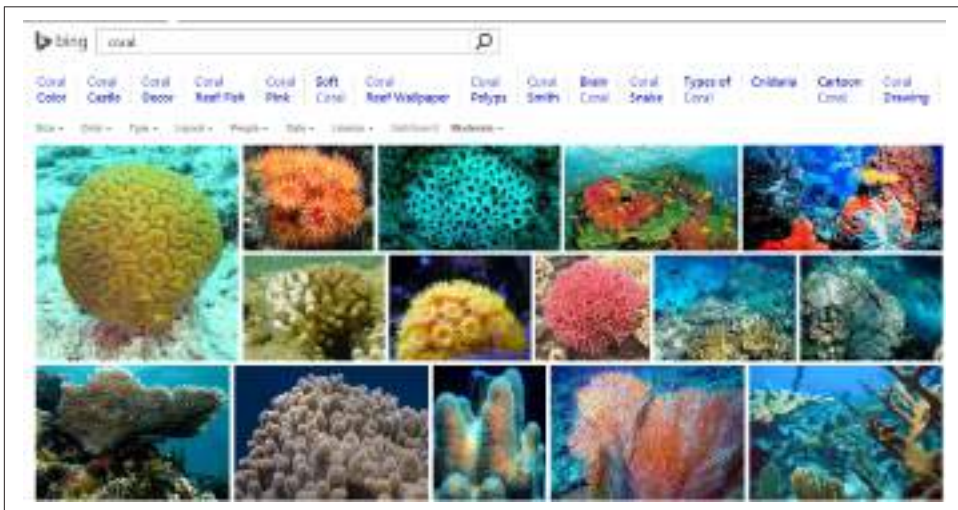 bing coral
Coral Color Coral Castle Coral Decor Coral Reef Fish Coral Pink Soft Coral Coral Reef Wallpaper Coral Polyps Coral Smith Brain Coral Coral Snake Types of Coral Cnidaria Cartoon Coral Coral Drawing
Size Color Type Layout People Date License Moderate